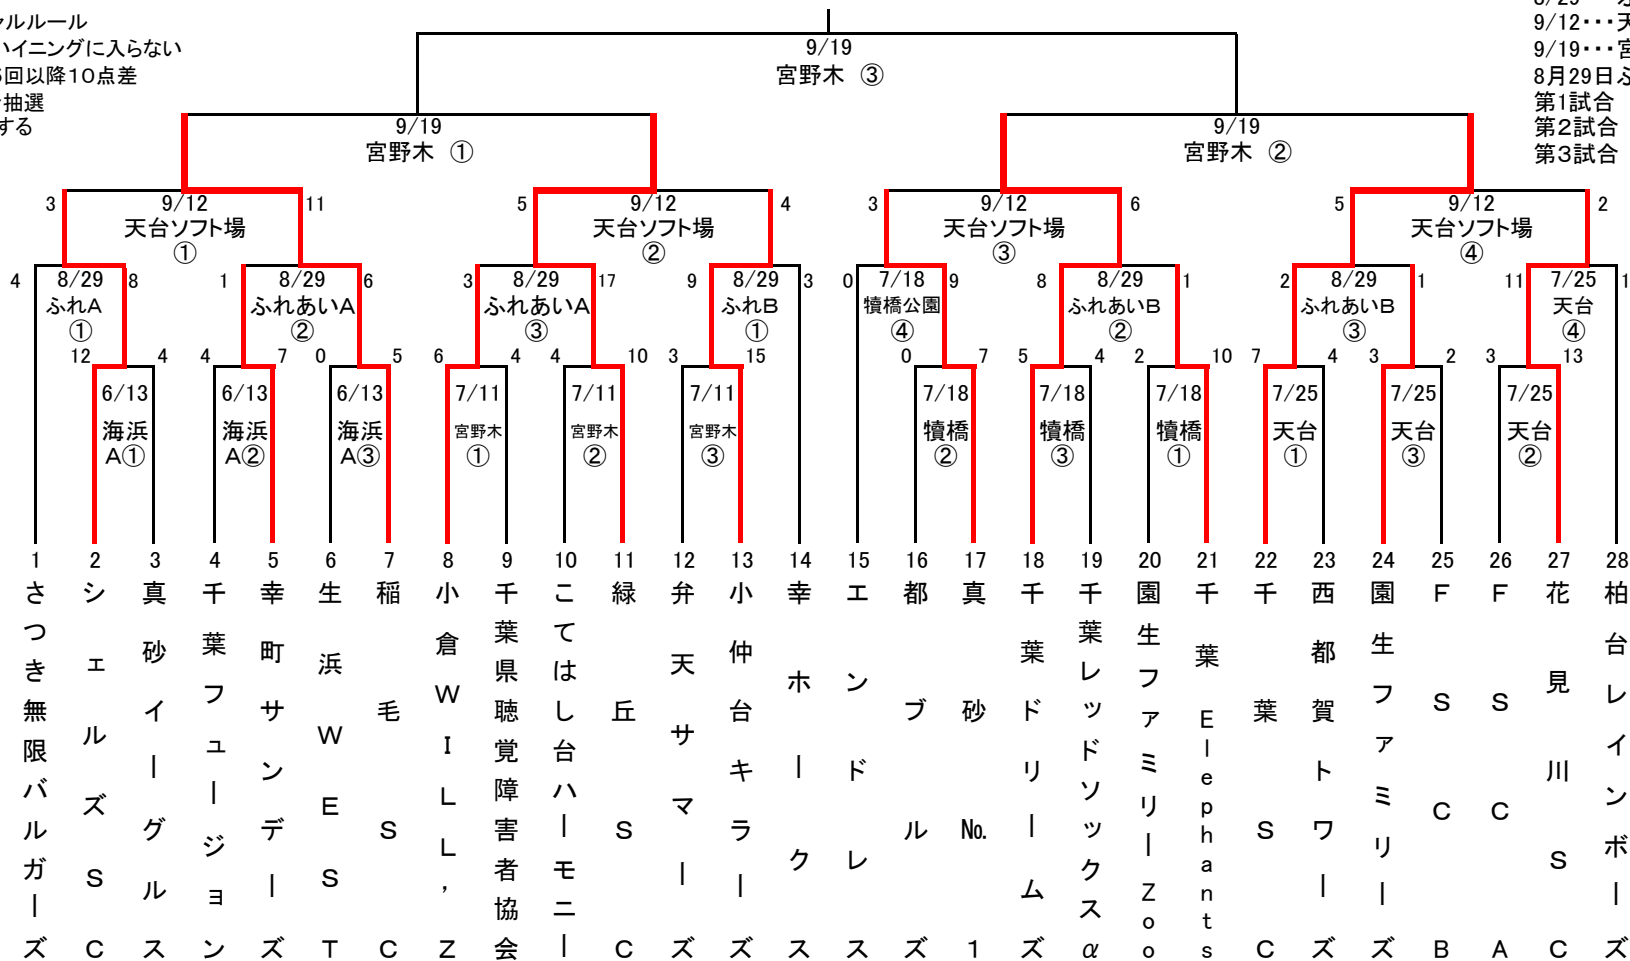 ャルルール
ハイニングに入らない
5回以降10点差
抽選
する
9/12･･･天
9/19･･･宮
8月29日ふ
第1試合
第2試合
第3試合
9/19
宮野木 ③
9/19
宮野木 ①
9/19
宮野木 ②
3 9/12 11
天台ソフト場
①
5 9/12 4
天台ソフト場
②
3 9/12 6
天台ソフト場
③
5 9/12 2
天台ソフト場
④
4 8/29 8
ふれA
①
1 8/29 6
ふれあいA
②
3 8/29 17
ふれあいA
③
9 8/29 3
ふれB
①
0 7/18 9
犢橋公園
④
8 8/29 1
ふれあいB
②
2 8/29 1
ふれあいB
③
11 7/25 1
天台
④
12 4
6/13
海浜
A①
4 7
6/13
海浜
A②
0 5
6/13
海浜
A③
6 4
7/11
宮野木
①
4 10
7/11
宮野木
②
3 15
7/11
宮野木
③
0 7
7/18
犢橋
②
5 4
7/18
犢橋
③
2 10
7/18
犢橋
①
7 4
7/25
天台
①
3 2
7/25
天台
③
3 13
7/25
天台
②
1 さつき無限バルガーズ
2 シェルズSC
3 真砂イーグルス
4 千葉フュージョン
5 幸町サンデーズ
6 生浜WEST
7 稲毛SC
8 小倉WILL,Z
9 千葉県聴覚障害者協会
10 こてはし台ハーモニー
11 緑丘SC
12 弁天サマーズ
13 小仲台キラーズ
14 幸ホークス
15 エンドレス
16 都ブルズ
17 真砂№1
18 千葉ドリームズ
19 千葉レッドソックスα
20 園生ファミリーZoo
21 千葉Elephants
22 千葉SC
23 西都賀トワーズ
24 園生ファミリーズ
25 FSCB
26 FSCA
27 花見川SC
28 柏台レインボーズ